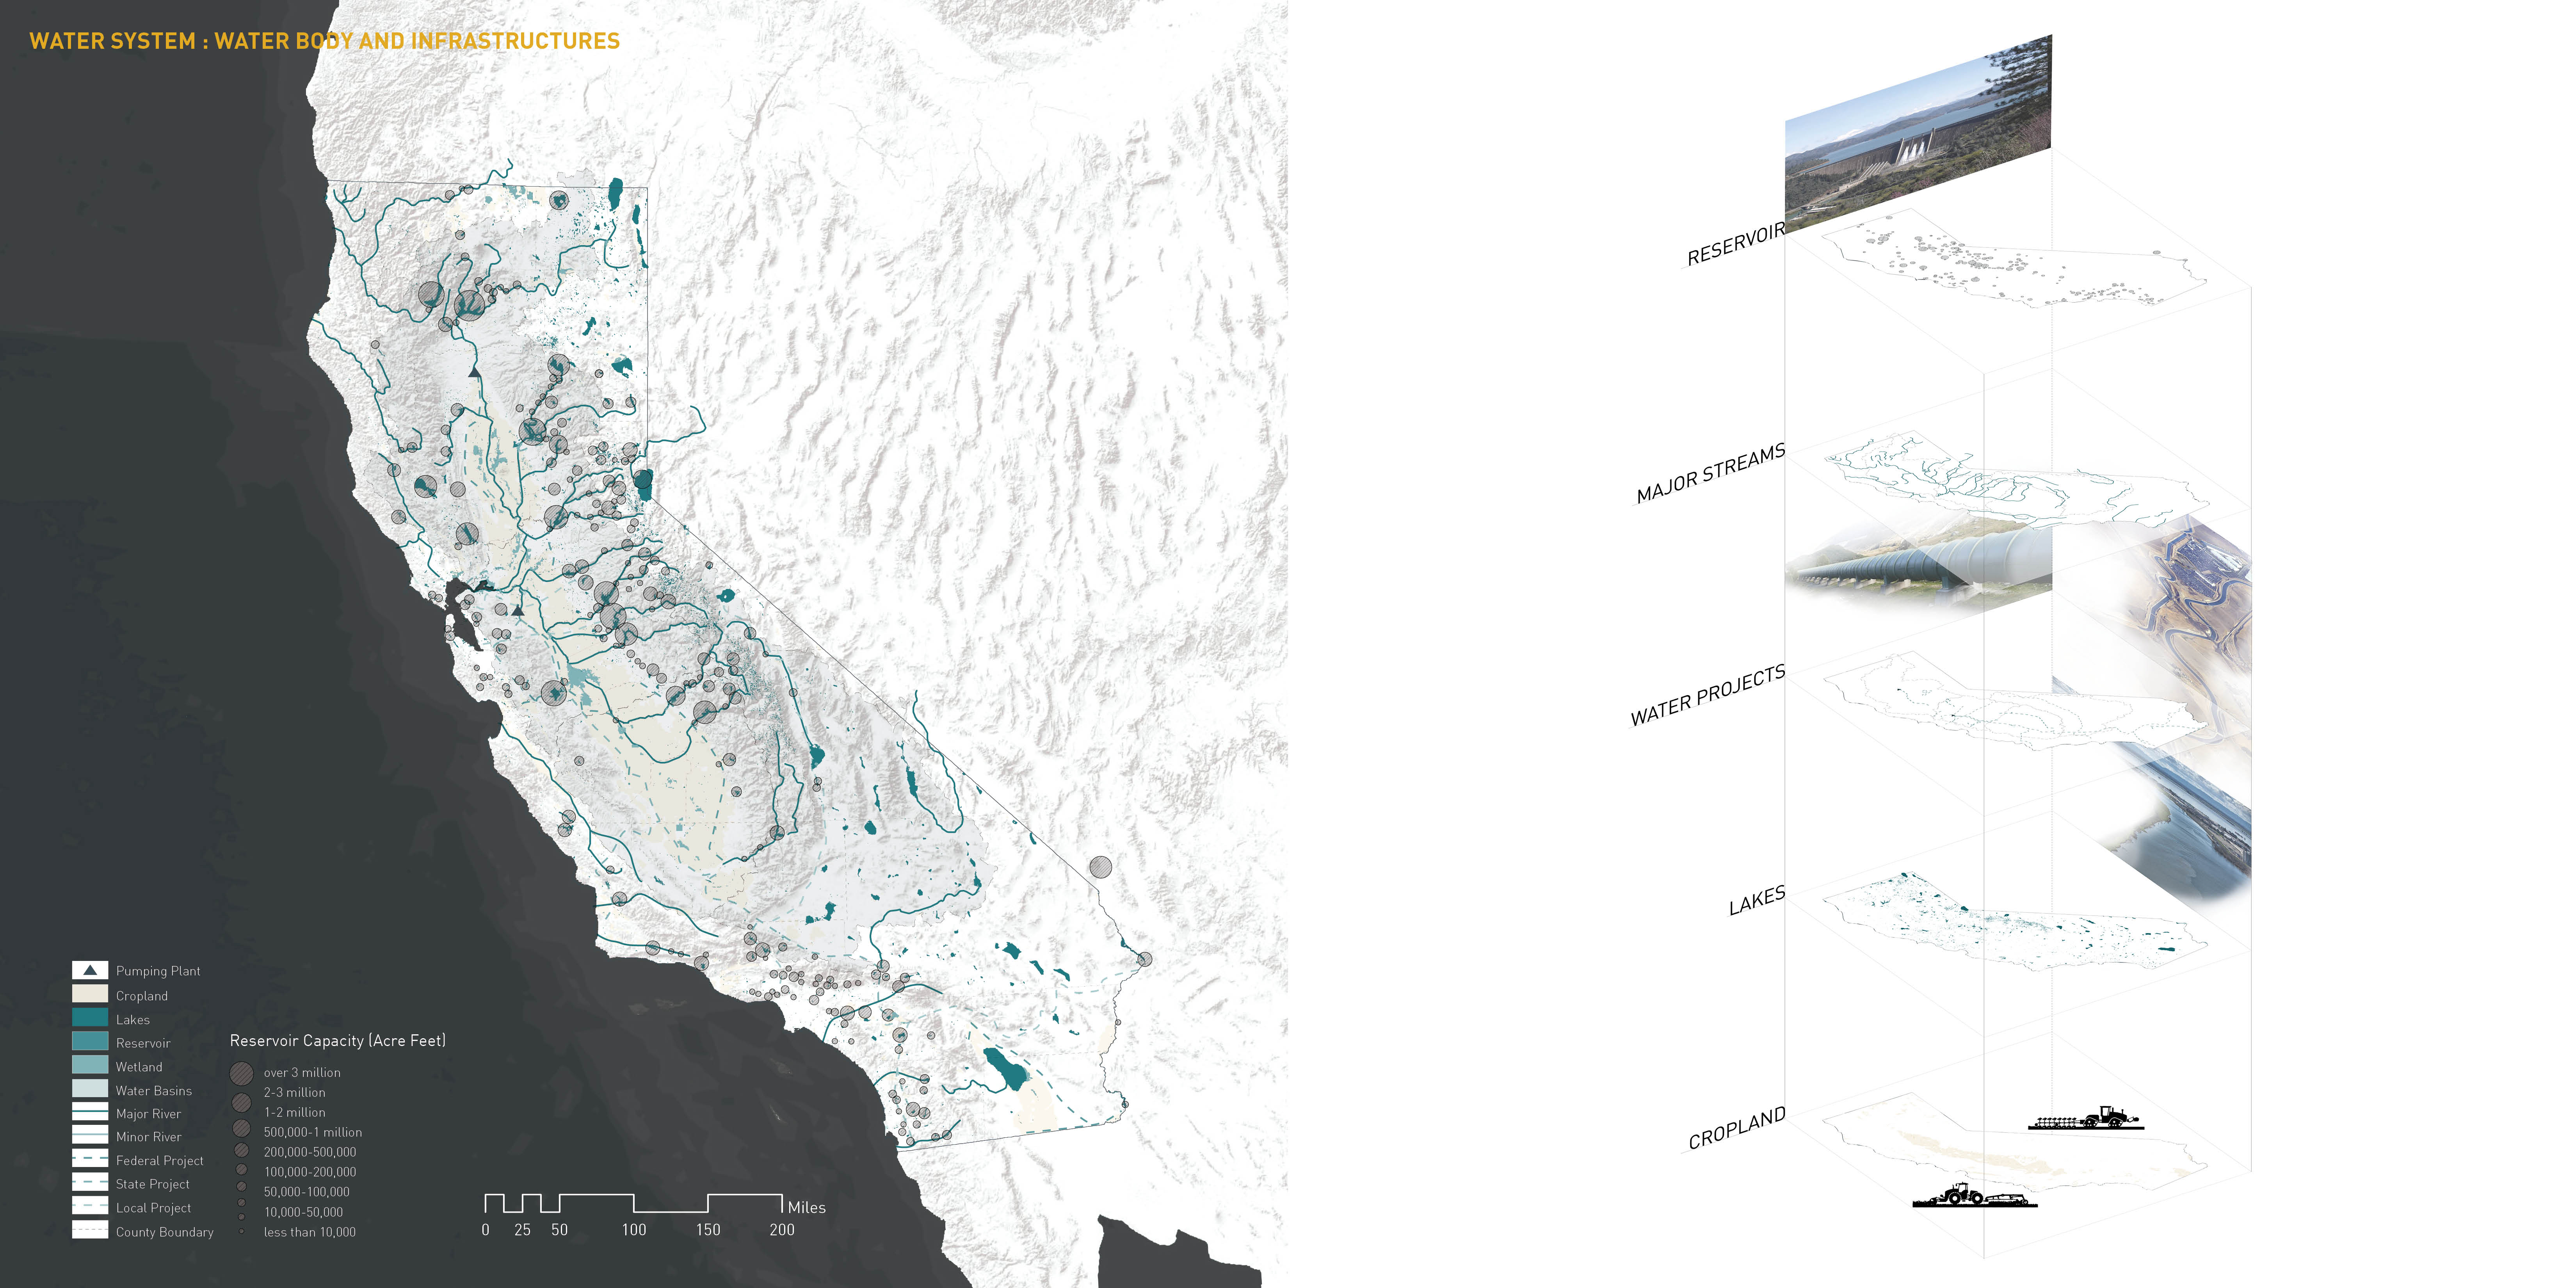 WATER SYSTEM : WATER BODY AND INFRASTRUCTURES
Pumping Plant
Cropland
Lakes
Reservoir
Wetland
Water Basins
Major River
Minor River
Federal Project
State Project
Local Project
County Boundary
Reservoir Capacity (Acre Feet)
over 3 million
2-3 million
1-2 million
500,000-1 million
200,000-500,000
100,000-200,000
50,000-100,000
10,000-50,000
less than 10,000
Miles
0 25 50 100 150 200
RESERVOIR
MAJOR STREAMS
WATER PROJECTS
LAKES
CROPLAND